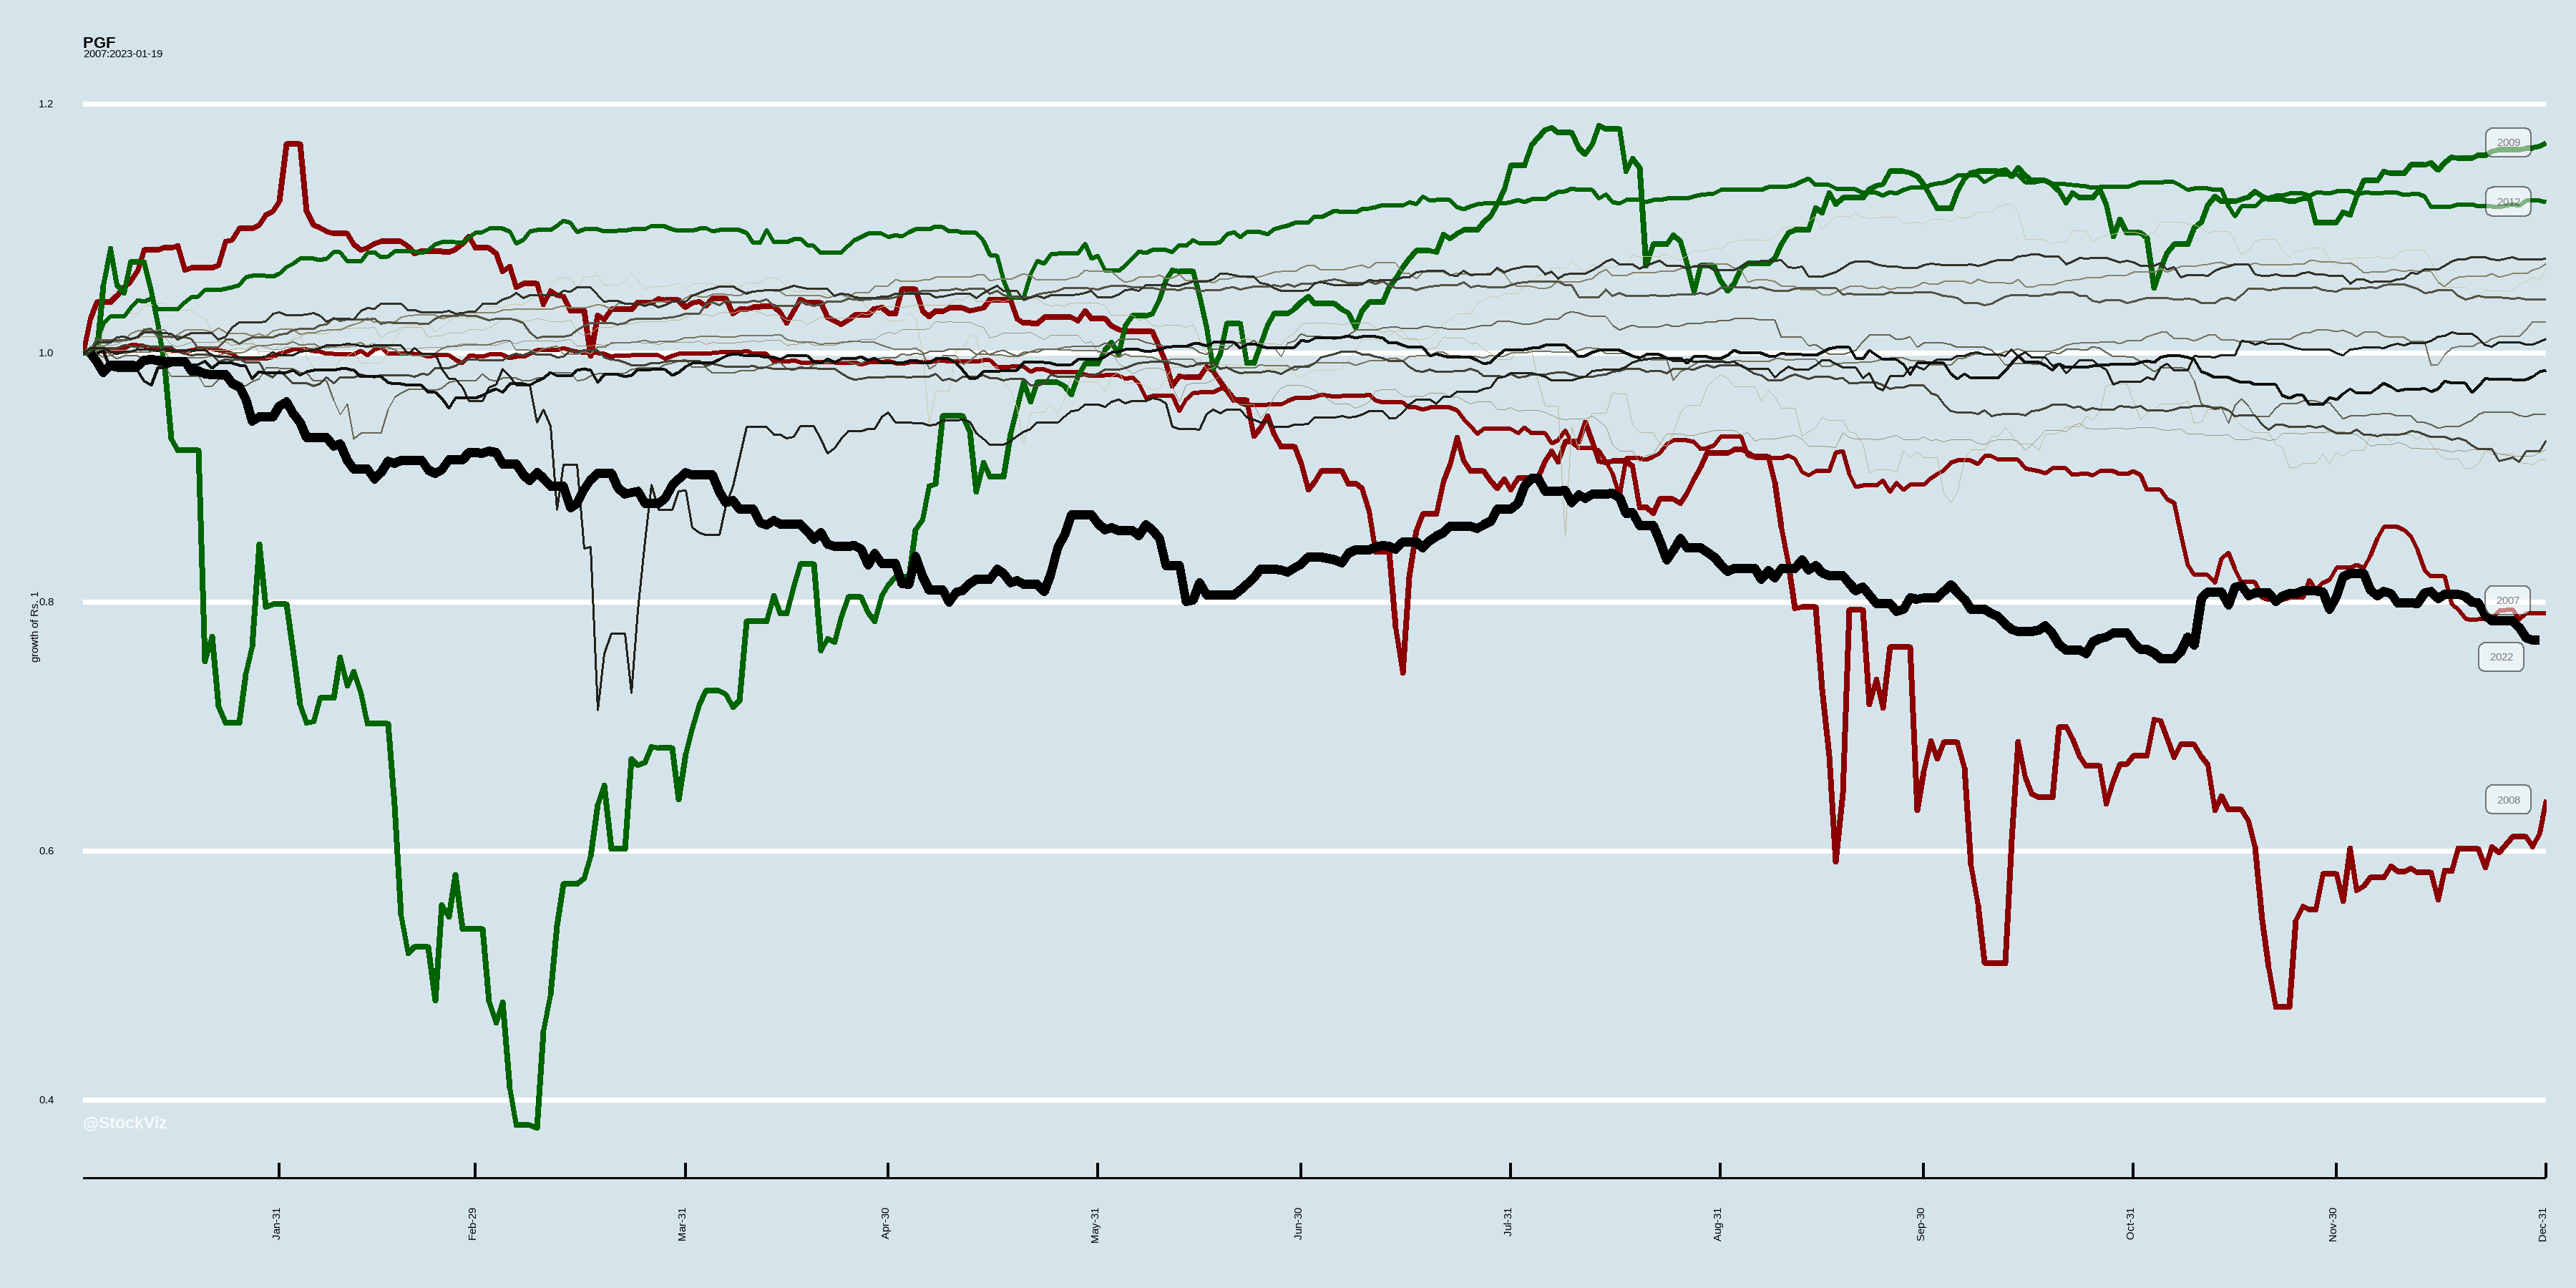 PGF
2007:2023-01-19
1.2
1.0
0.8
0.6
0.4
growth of Rs. 1
2009
2012
2007
2022
2008
@StockViz
Jan-31
Feb-29
Mar-31
Apr-30
May-31
Jun-30
Jul-31
Aug-31
Sep-30
Oct-31
Nov-30
Dec-31